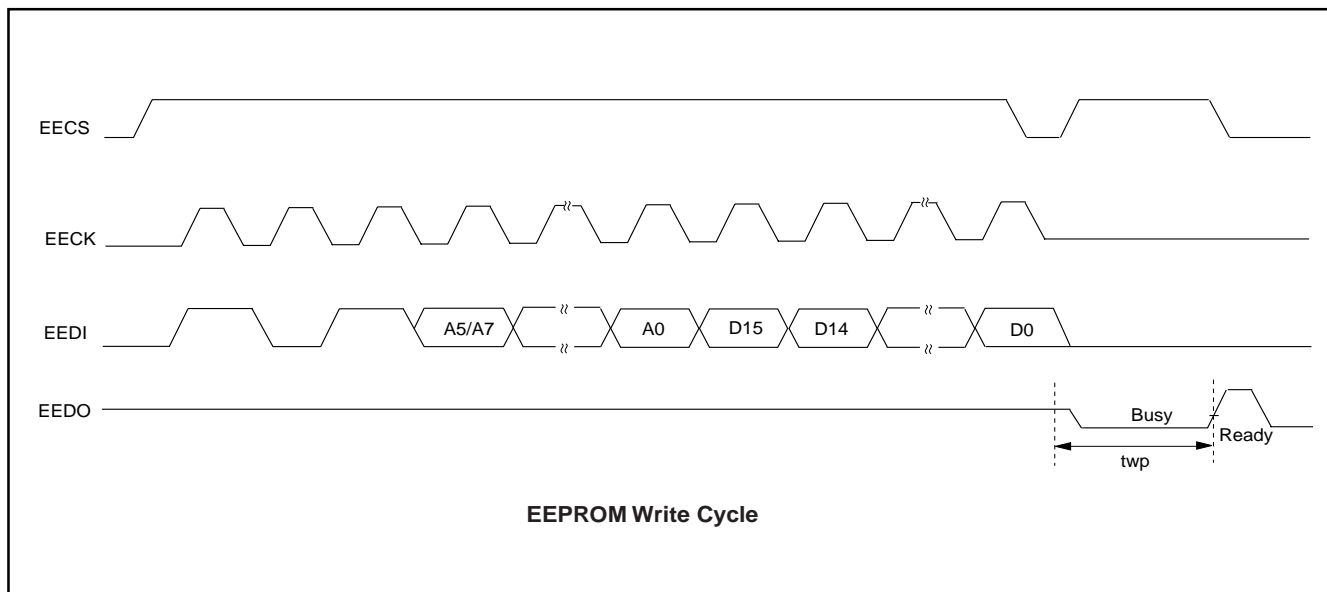 EECS
EECK
EEDI A5/A7 A0 D15 D14 D0
EEDO Busy
Ready
twp
EEPROM Write Cycle